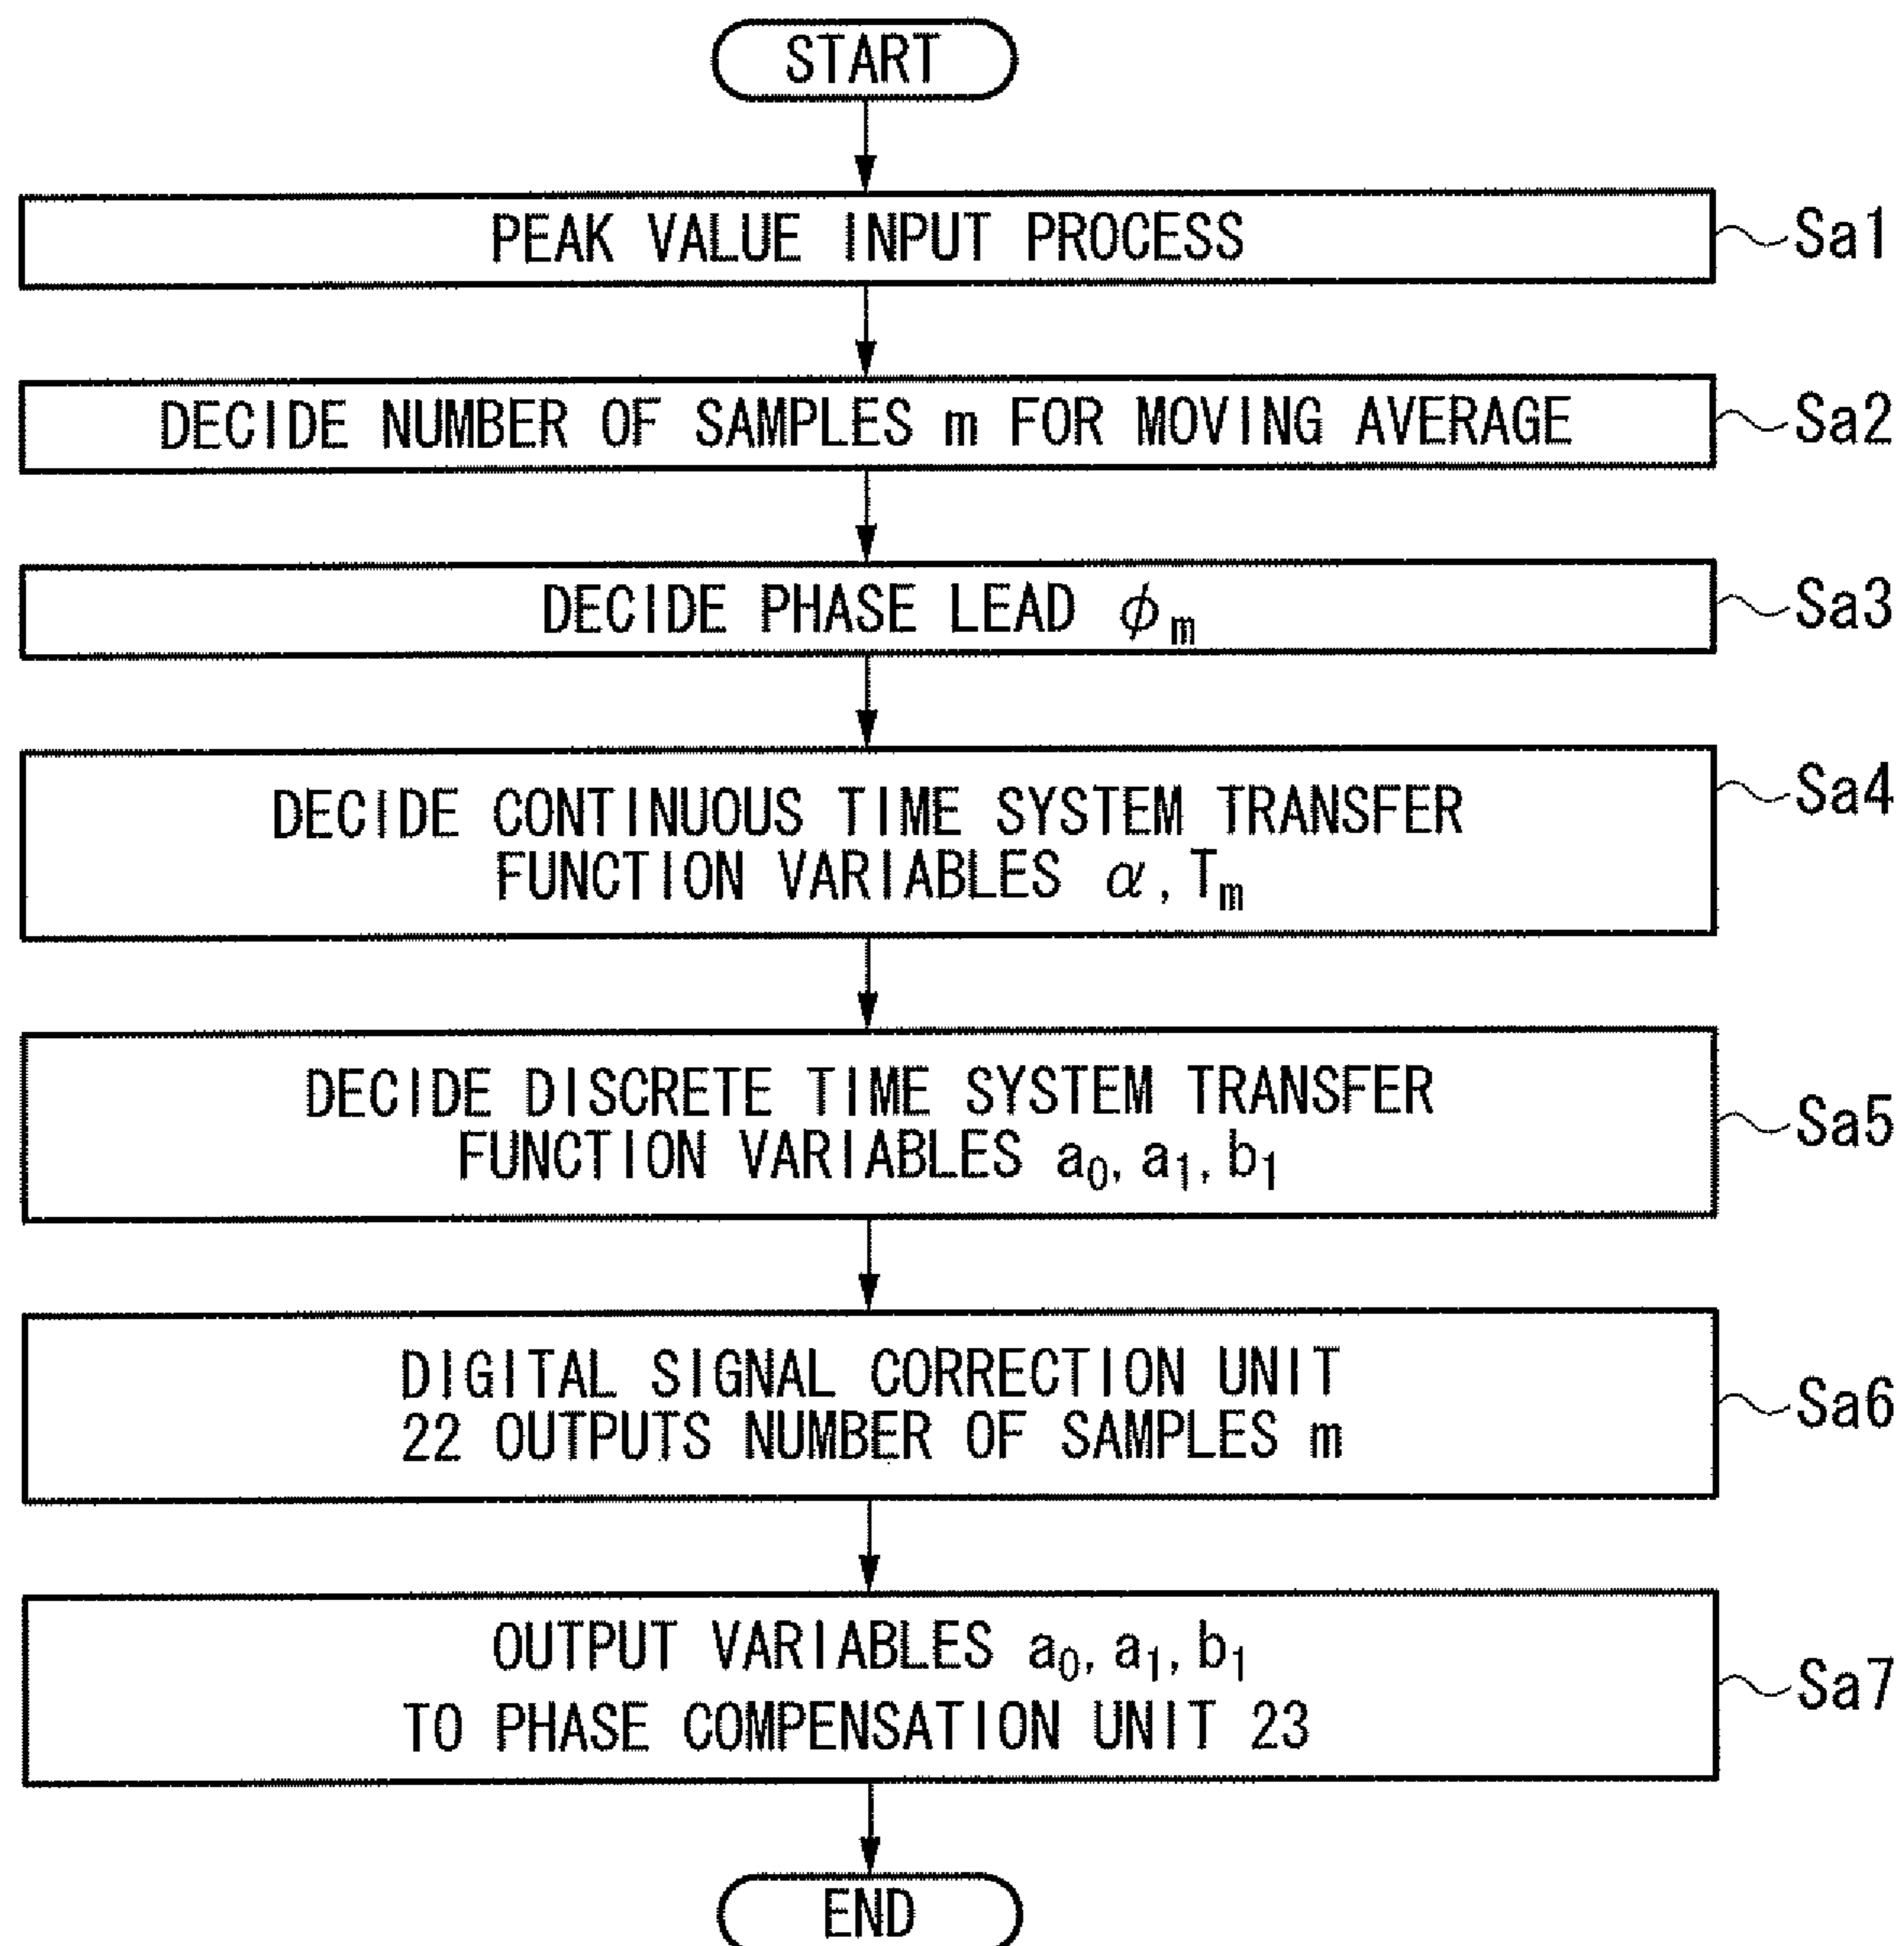 START
PEAK VALUE INPUT PROCESS
Sa1
DECIDE NUMBER OF SAMPLES m FOR MOVING AVERAGE
Sa2
DECIDE PHASE LEAD ϕₘ
Sa3
DECIDE CONTINUOUS TIME SYSTEM TRANSFER
FUNCTION VARIABLES α, Tₘ
Sa4
DECIDE DISCRETE TIME SYSTEM TRANSFER
FUNCTION VARIABLES a₀, a₁, b₁
Sa5
DIGITAL SIGNAL CORRECTION UNIT
22 OUTPUTS NUMBER OF SAMPLES m
Sa6
OUTPUT VARIABLES a₀, a₁, b₁
TO PHASE COMPENSATION UNIT 23
Sa7
END